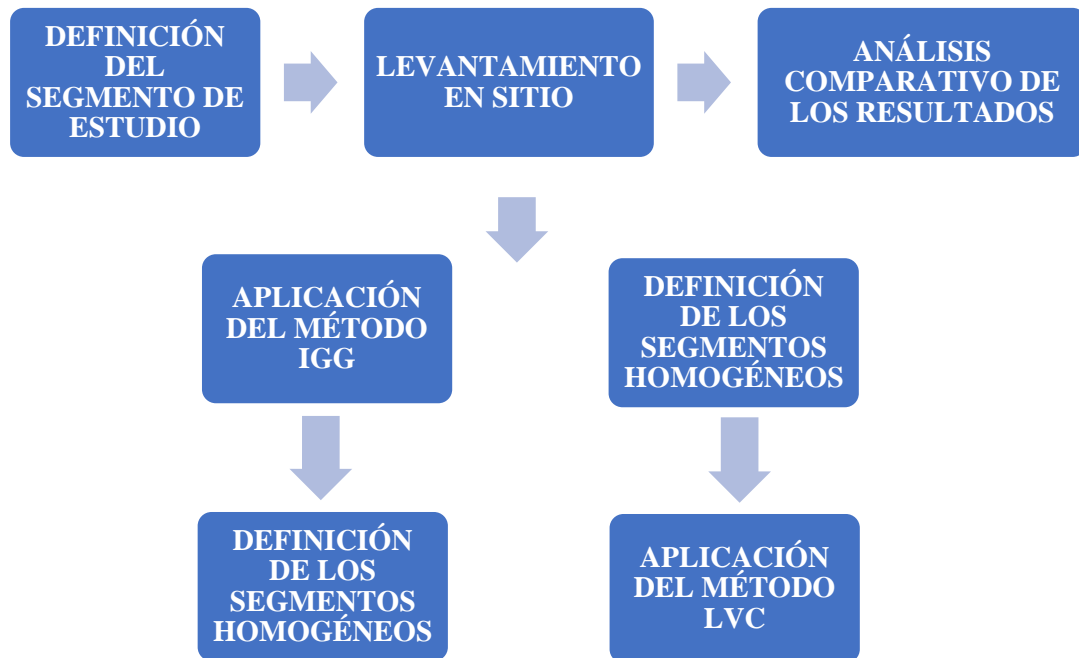 DEFINICIÓN
DEL
SEGMENTO DE
ESTUDIO
LEVANTAMIENTO
EN SITIO
ANÁLISIS
COMPARATIVO DE
LOS RESULTADOS
APLICACIÓN
DEL MÉTODO
IGG
DEFINICIÓN
DE LOS
SEGMENTOS
HOMOGÉNEOS
DEFINICIÓN
DE LOS
SEGMENTOS
HOMOGÉNEOS
APLICACIÓN
DEL MÉTODO
LVC